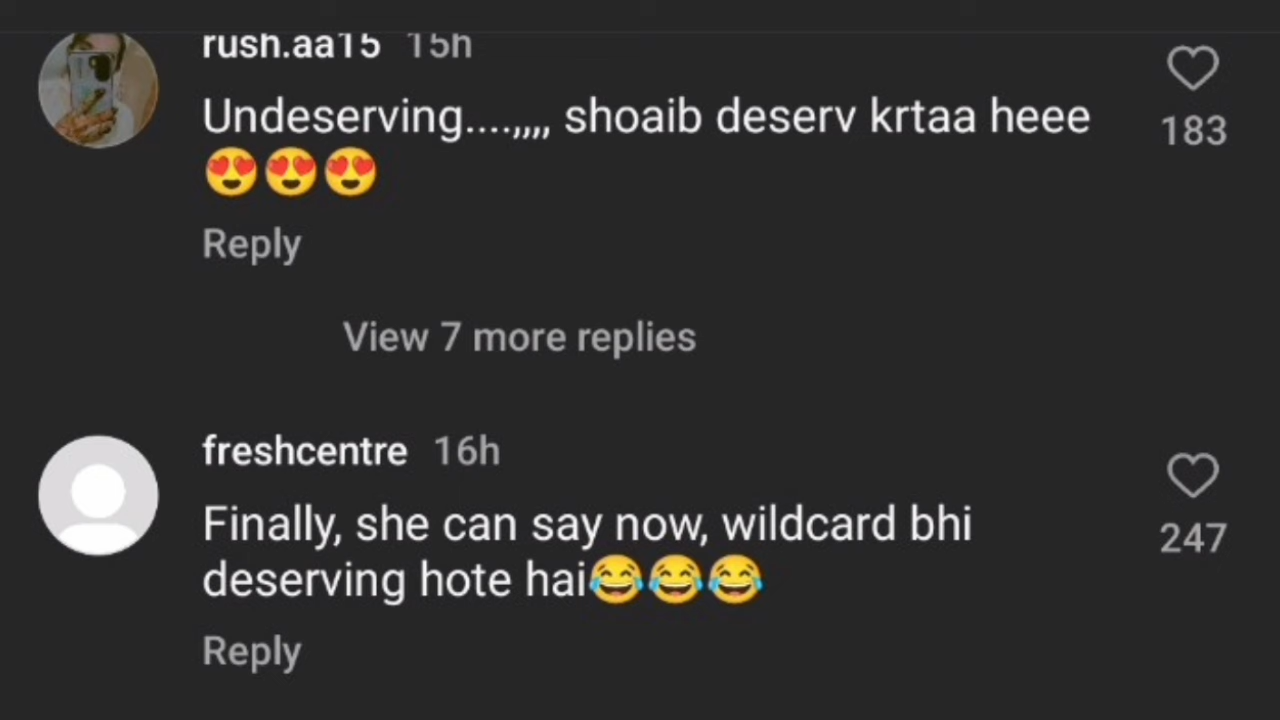 rush.aa15 15h
Undeserving....,,,, shoaib deserv krtaa heee
😍😍😍
183
Reply
View 7 more replies
freshcentre 16h
Finally, she can say now, wildcard bhi
deserving hote hai😂😂😂
247
Reply